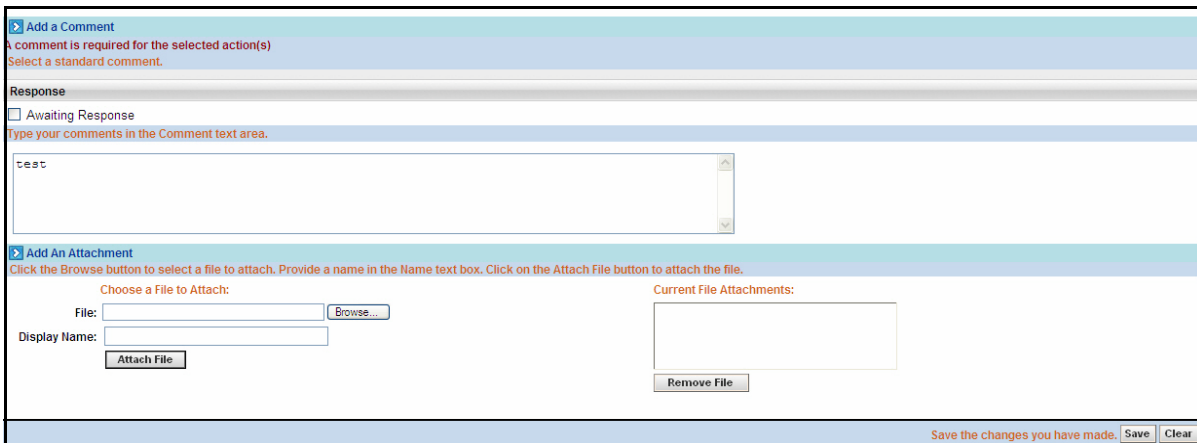 Add a Comment
A comment is required for the selected action(s)
Select a standard comment.
Response
Awaiting Response
Type your comments in the Comment text area.
test
Add An Attachment
Click the Browse button to select a file to attach. Provide a name in the Name text box. Click on the Attach File button to attach the file.
Choose a File to Attach:
Current File Attachments:
File:
Browse...
Display Name:
Attach File
Remove File
Save the changes you have made. Save Clear